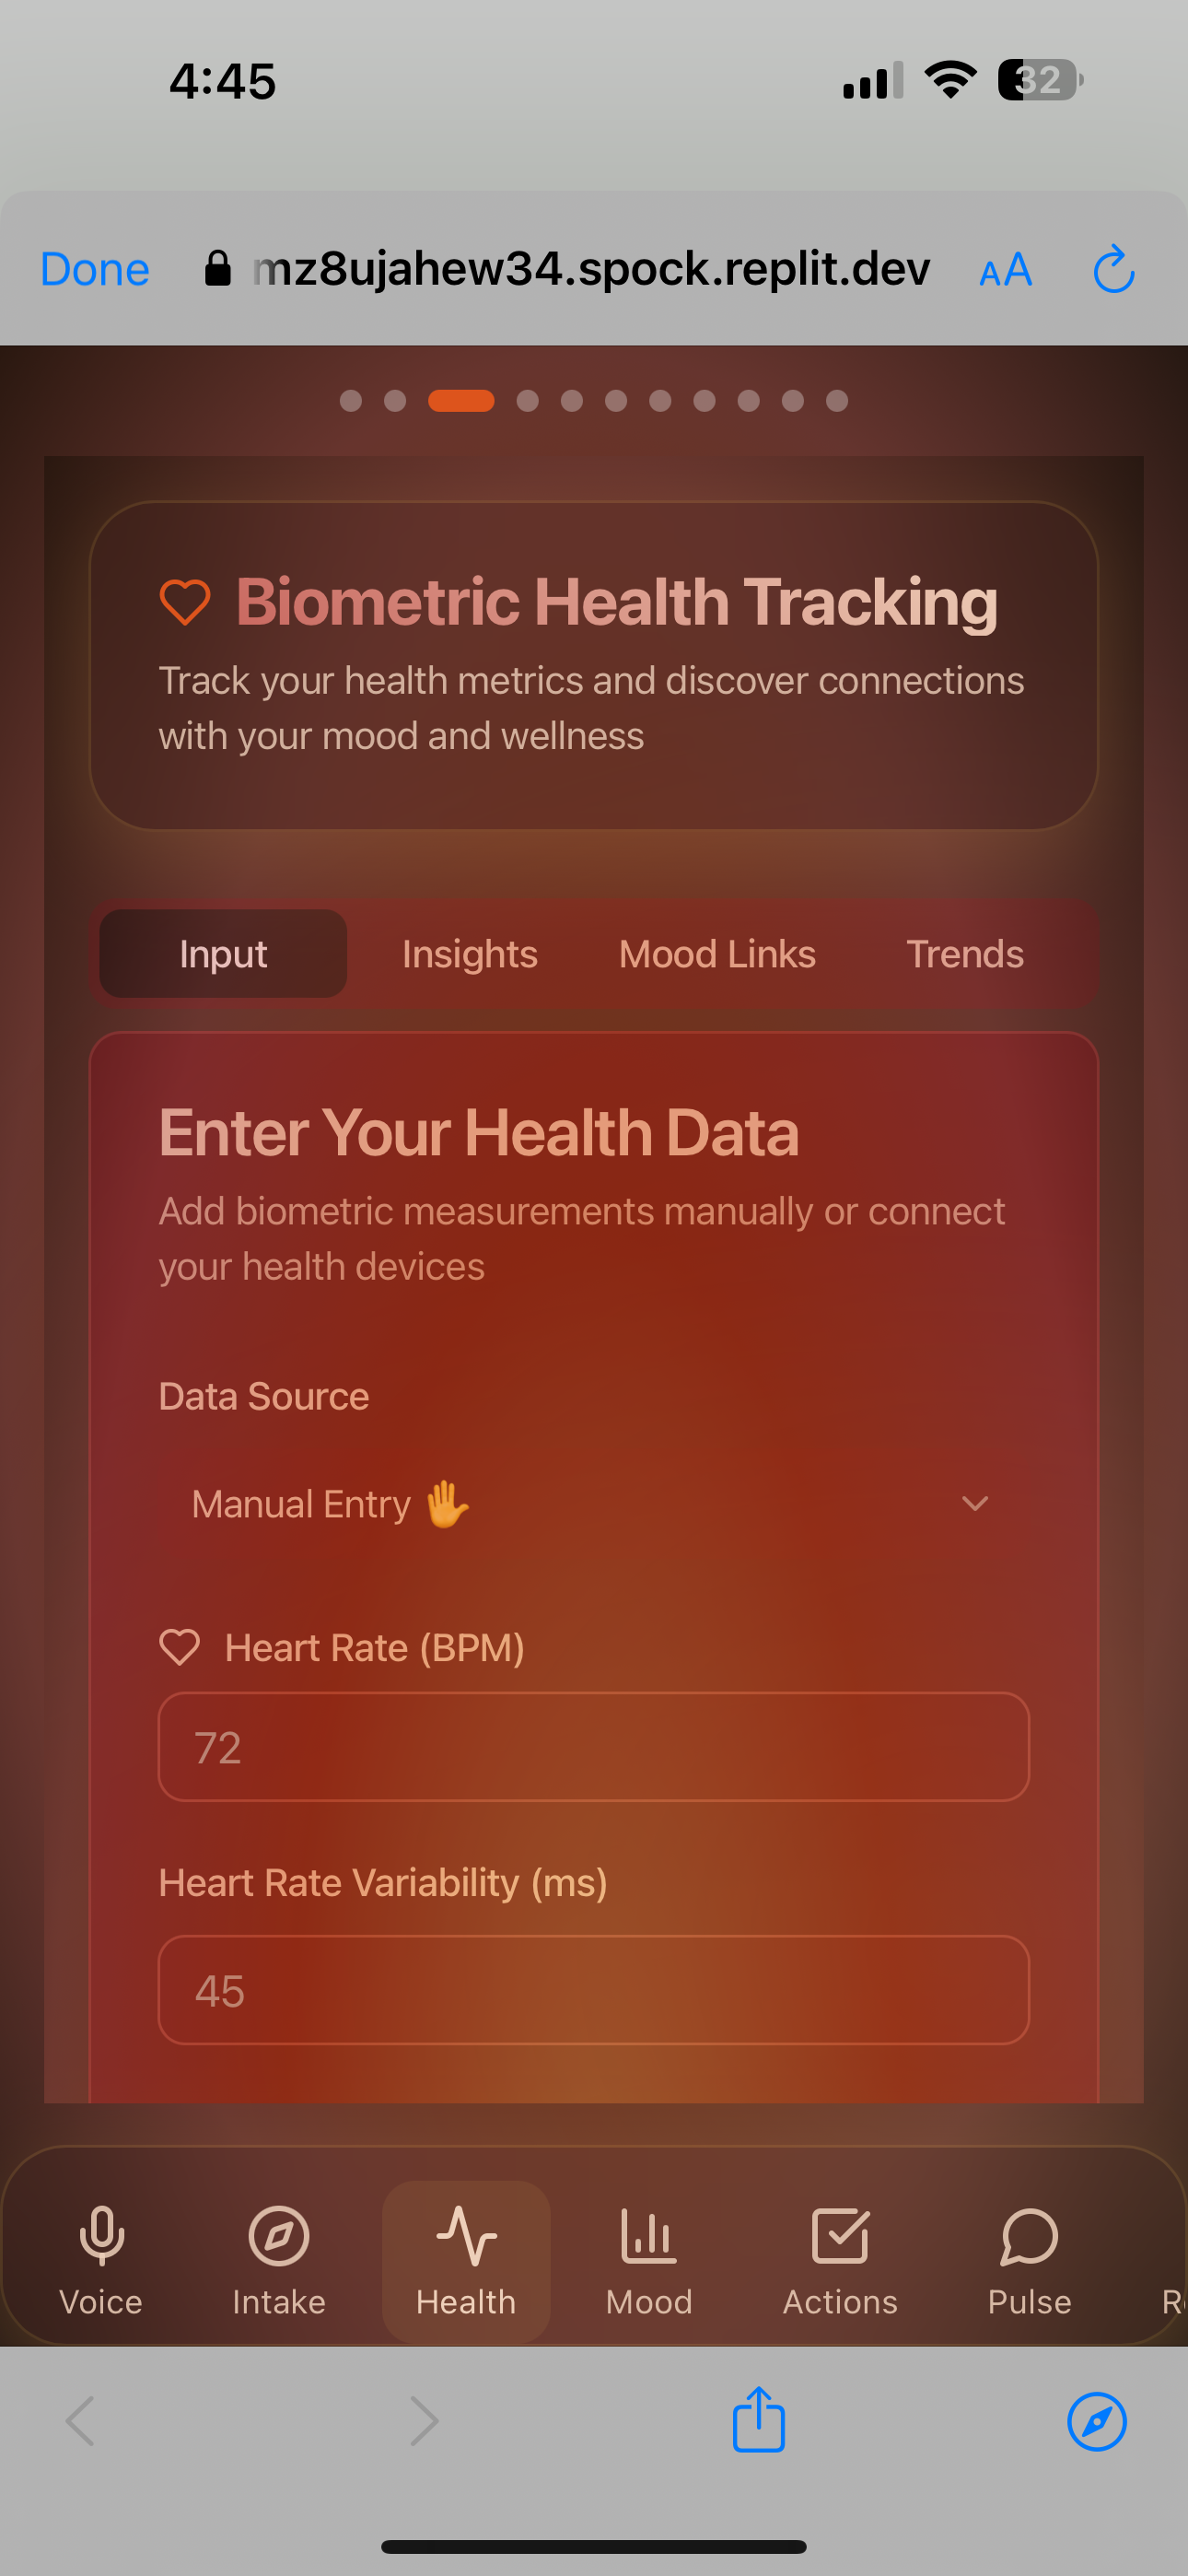 4:45
32
Done
mz8ujahew34.spock.replit.dev
AA
Biometric Health Tracking
Track your health metrics and discover connections
with your mood and wellness
Input Insights Mood Links Trends
Enter Your Health Data
Add biometric measurements manually or connect
your health devices
Data Source
Manual Entry 🤚
Heart Rate (BPM)
72
Heart Rate Variability (ms)
45
Voice Intake Health Mood Actions Pulse